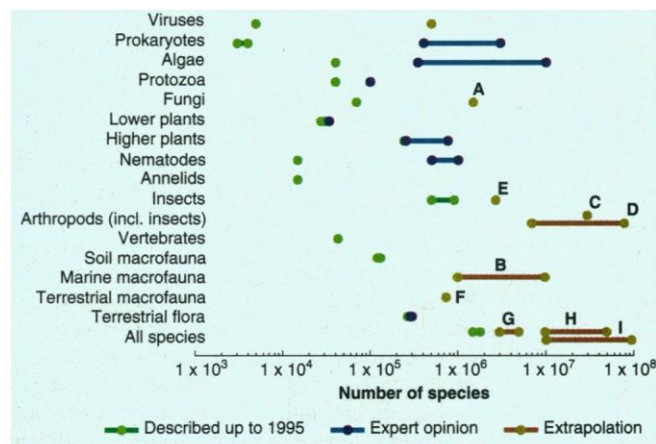 Viruses
Prokaryotes
Algae
Protozoa
A
Fungi
Lower plants
Higher plants
Nematodes
Annelids
Insects
E
C
D
Arthropods (incl. insects)
Vertebrates
Soil macrofauna
B
Marine macrofauna
Terrestrial macrofauna
F
Terrestrial flora
G
H
I
All species
1 x 10³ 1 x 10⁴ 1 x 10⁵ 1 x 10⁶ 1 x 10⁷ 1 x 10⁸
Number of species
Described up to 1995 Expert opinion Extrapolation